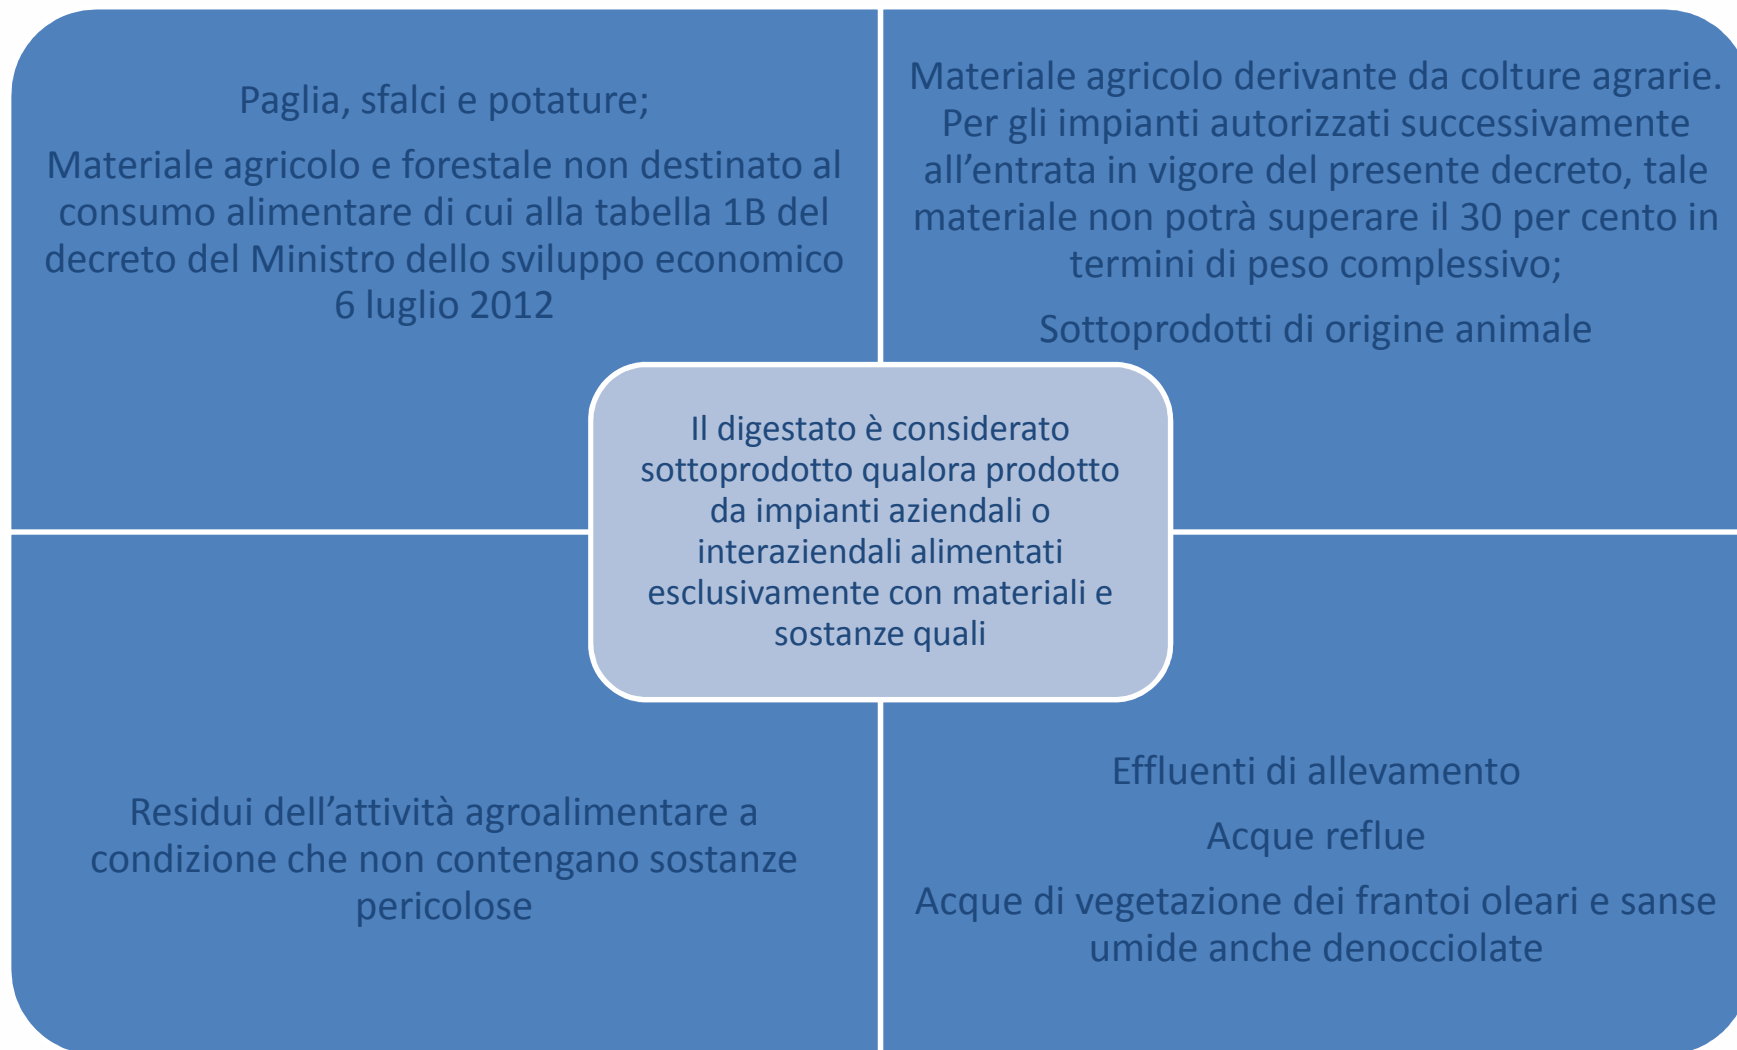 Paglia, sfalci e potature;
Materiale agricolo e forestale non destinato al
consumo alimentare di cui alla tabella 1B del
decreto del Ministro dello sviluppo economico
6 luglio 2012
Materiale agricolo derivante da colture agrarie.
Per gli impianti autorizzati successivamente
all’entrata in vigore del presente decreto, tale
materiale non potrà superare il 30 per cento in
termini di peso complessivo;
Sottoprodotti di origine animale
Il digestato è considerato
sottoprodotto qualora prodotto
da impianti aziendali o
interaziendali alimentati
esclusivamente con materiali e
sostanze quali
Residui dell’attività agroalimentare a
condizione che non contengano sostanze
pericolose
Effluenti di allevamento
Acque reflue
Acque di vegetazione dei frantoi oleari e sanse
umide anche denocciolate